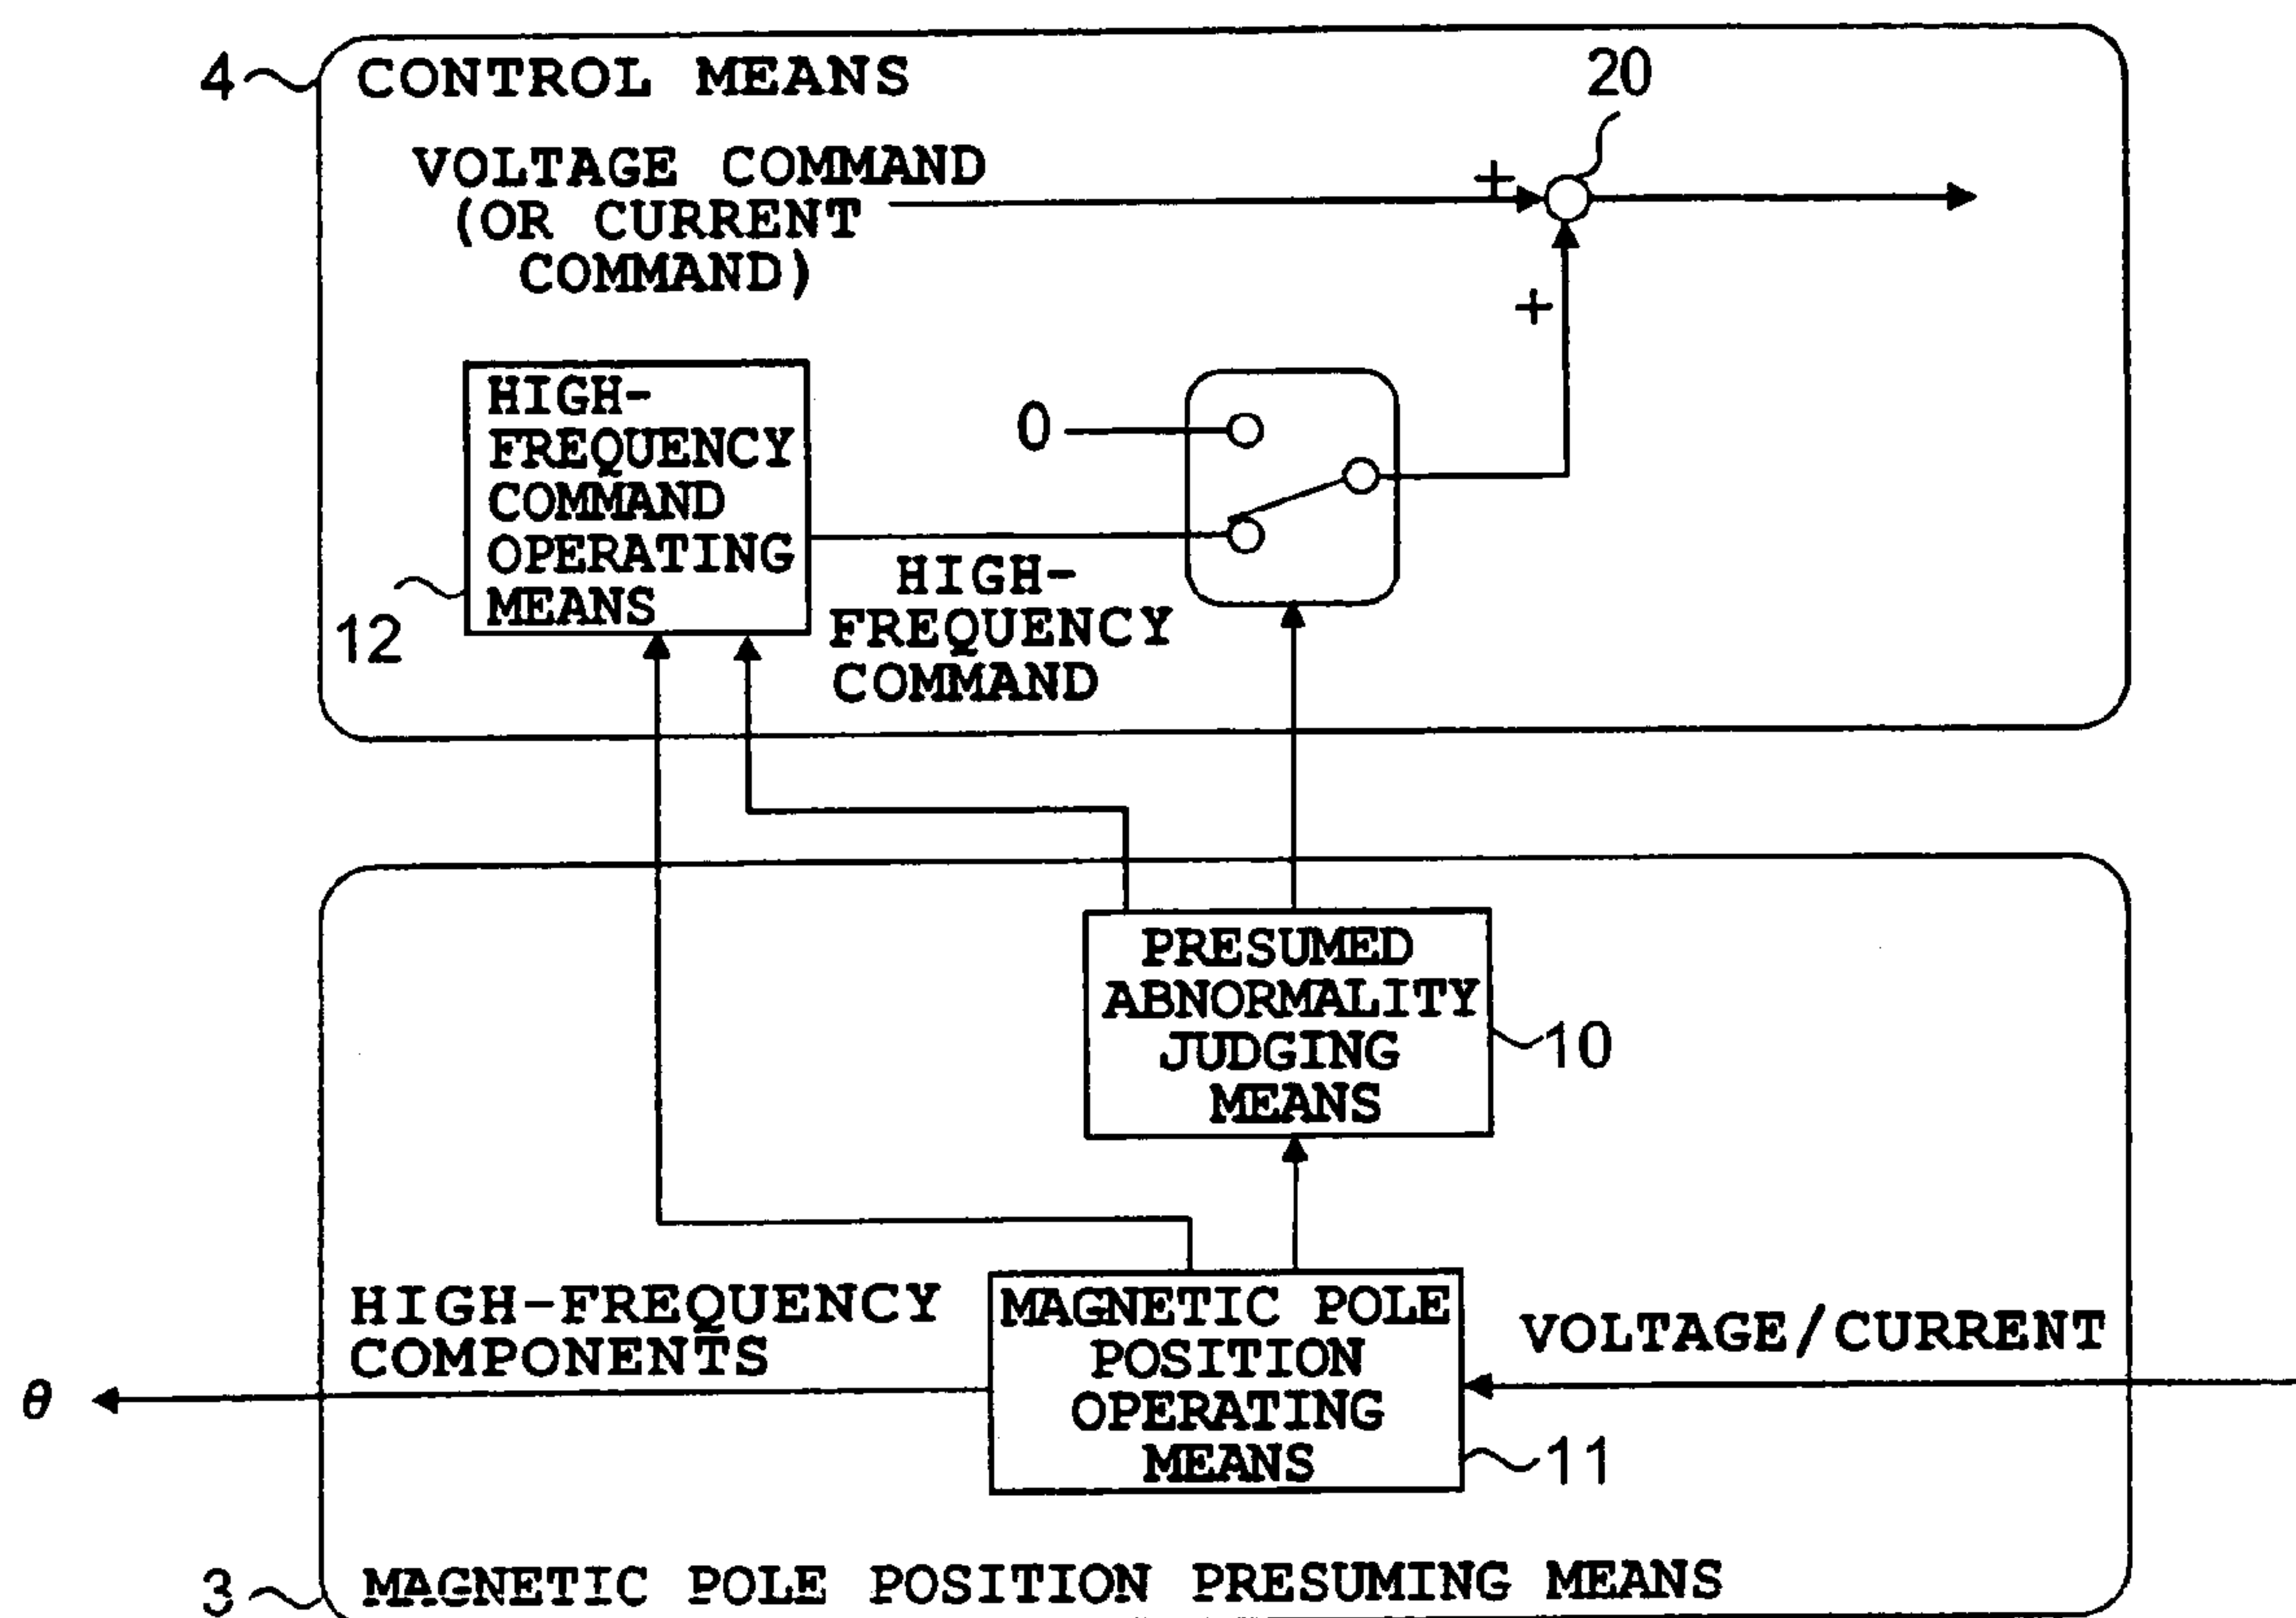 4
CONTROL MEANS
20
VOLTAGE COMMAND
(OR CURRENT
COMMAND)
+
+
HIGH-
FREQUENCY
COMMAND
OPERATING
MEANS
12
0
HIGH-
FREQUENCY
COMMAND
PRESUMED
ABNORMALITY
JUDGING
MEANS
10
HIGH-FREQUENCY
COMPONENTS
θ
MAGNETIC POLE
POSITION
OPERATING
MEANS
11
VOLTAGE/CURRENT
3
MAGNETIC POLE POSITION PRESUMING MEANS